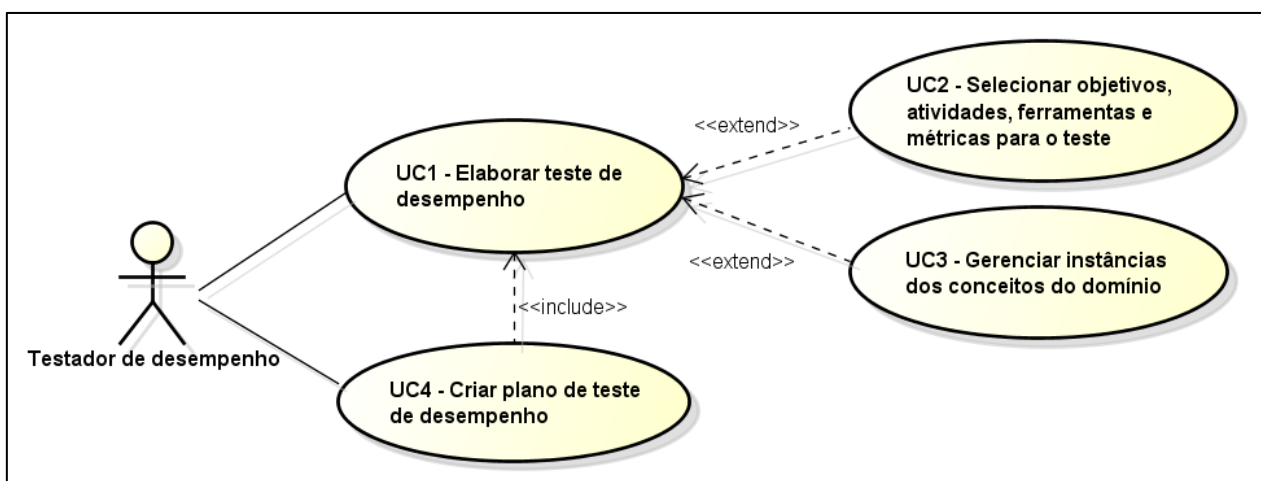 UC2 - Selecionar objetivos,
atividades, ferramentas e
métricas para o teste
<<extend>>
UC1 - Elaborar teste de
desempenho
<<extend>>
UC3 - Gerenciar instâncias
dos conceitos do domínio
<<include>>
Testador de desempenho
UC4 - Criar plano de teste
de desempenho